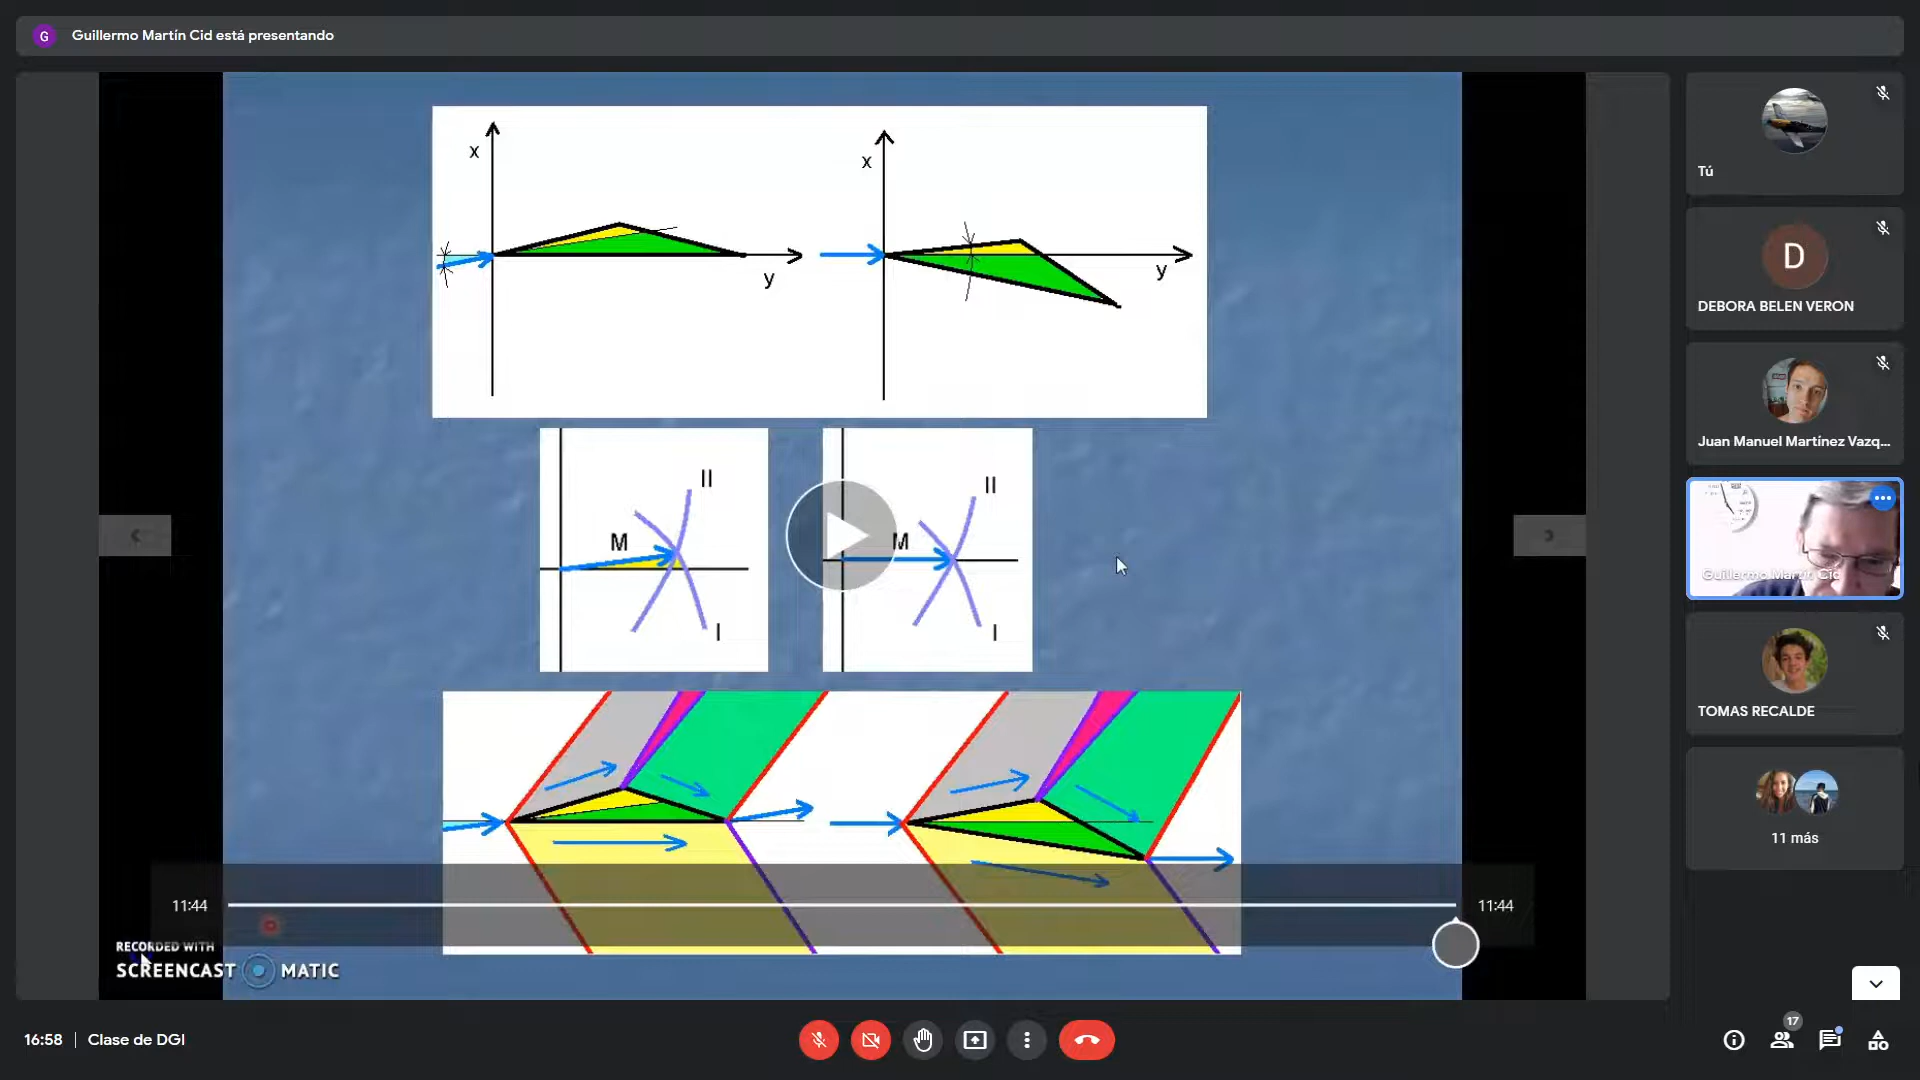 G Guillermo Martín Cid está presentando
x
y
x
y
M
II
I
M
II
I
11:44
11:44
RECORDED WITH
SCREENCAST MATIC
Tú
D
DEBORA BELEN VERON
Juan Manuel Martínez Vazq...
Guillermo Martín Cid
TOMAS RECALDE
11 más
16:58 | Clase de DGI
17